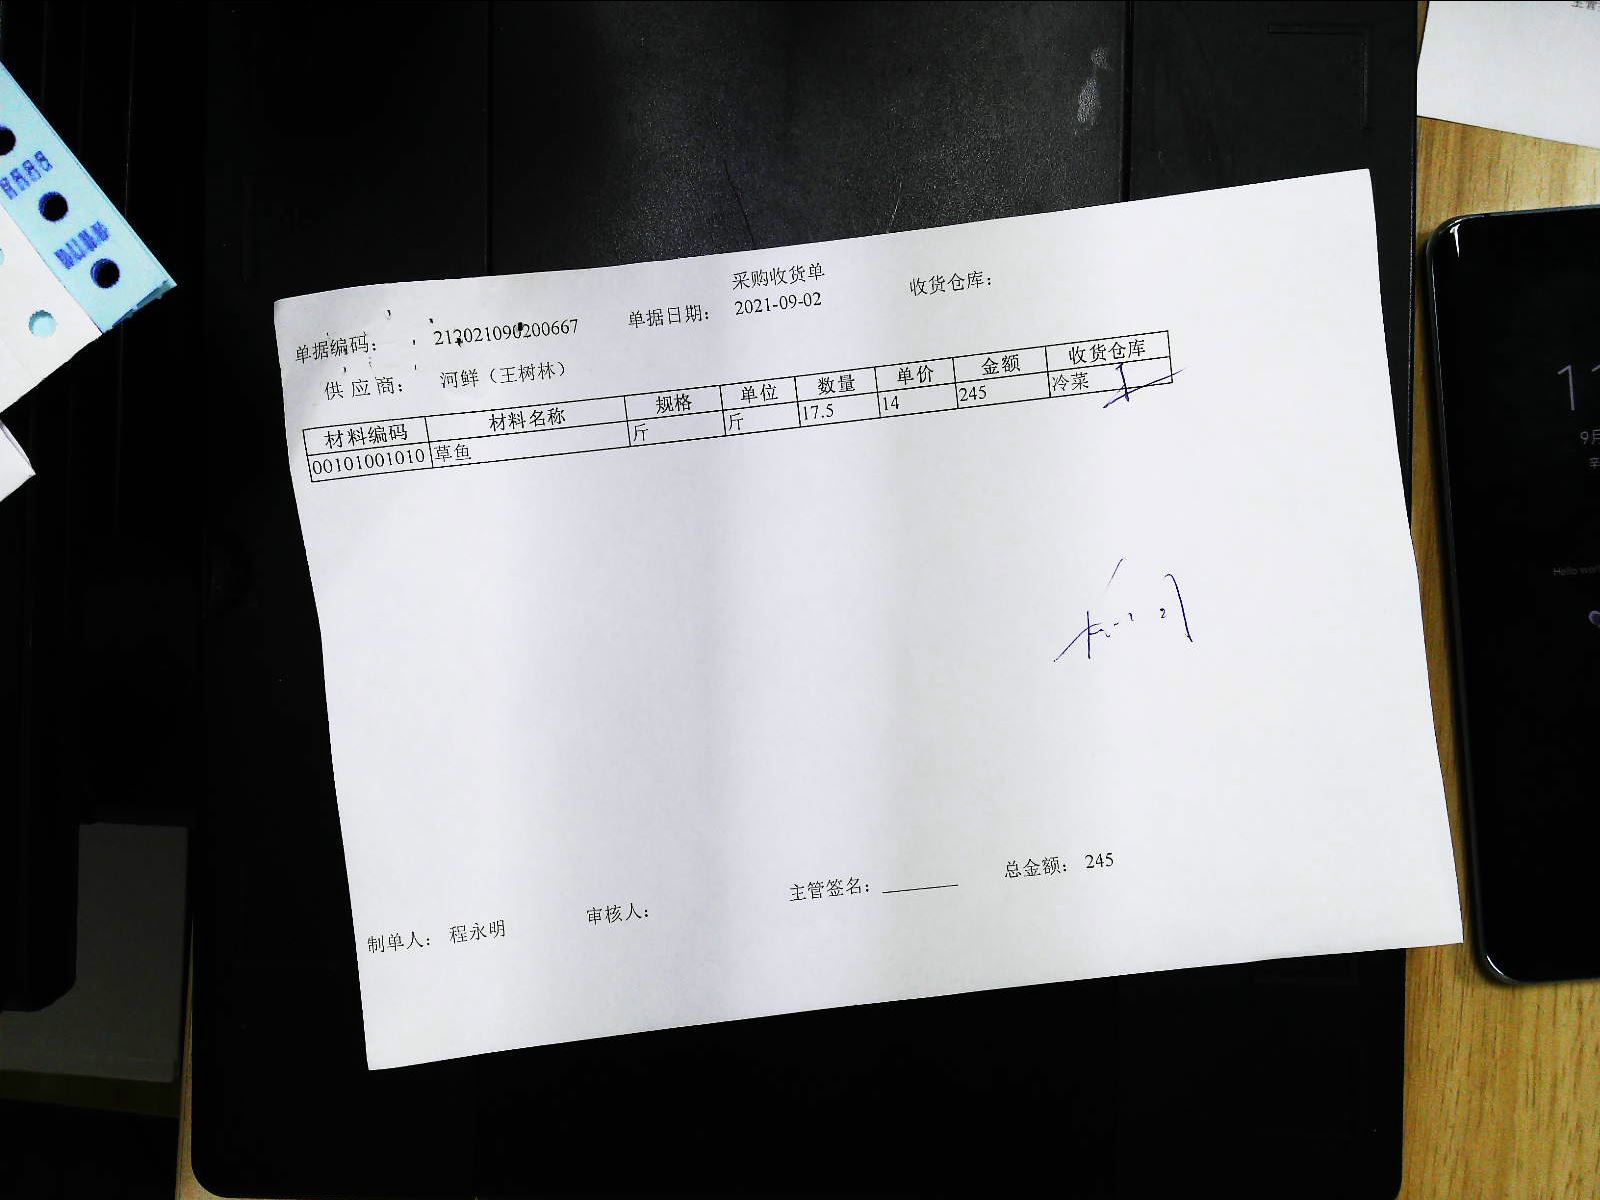 采购收货单
单据编码： 212021090200667 单据日期： 2021-09-02 收货仓库：
供应商： 河鲜（王树林）
材料编码 材料名称 规格 单位 数量 单价 金额 收货仓库
00101001010 草鱼 斤 斤 17.5 14 245 冷菜
制单人： 程永明 审核人： 主管签名： 总金额： 245